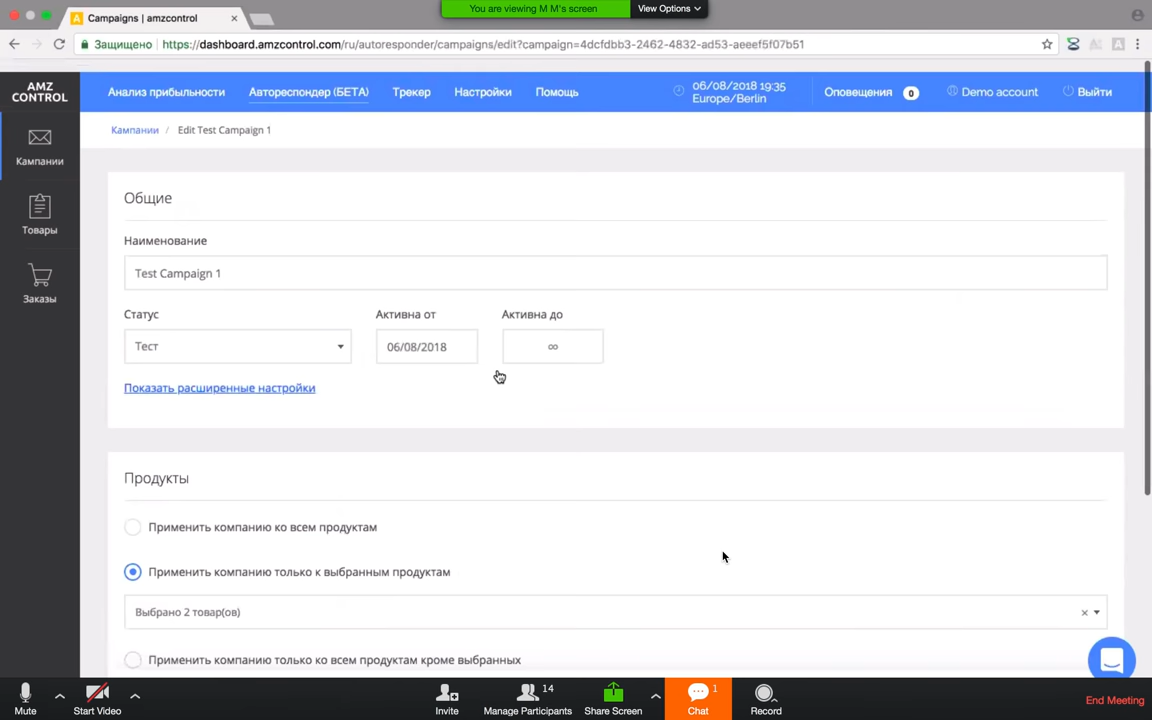 You are viewing M M's screen
View Options
Campaigns | amzcontrol
Защищено
https://dashboard.amzcontrol.com/ru/autoresponder/campaigns/edit?campaign=4dcfdbb3-2462-4832-ad53-aeeef5f07b51
AMZ
CONTROL
Анализ прибыльности
Автореспондер (БЕТА)
Трекер
Настройки
Помощь
06/08/2018 19:35
Europe/Berlin
Оповещения 0
Demo account
Выйти
Кампании
Товары
Заказы
Кампании / Edit Test Campaign 1
Общие
Наименование
Test Campaign 1
Статус
Активна от
Активна до
Тест
06/08/2018
∞
Показать расширенные настройки
Продукты
Применить компанию ко всем продуктам
Применить компанию только к выбранным продуктам
Выбрано 2 товар(ов)
Применить компанию только ко всем продуктам кроме выбранных
Mute
Start Video
Invite
14
Manage Participants
Share Screen
1
Chat
Record
End Meeting